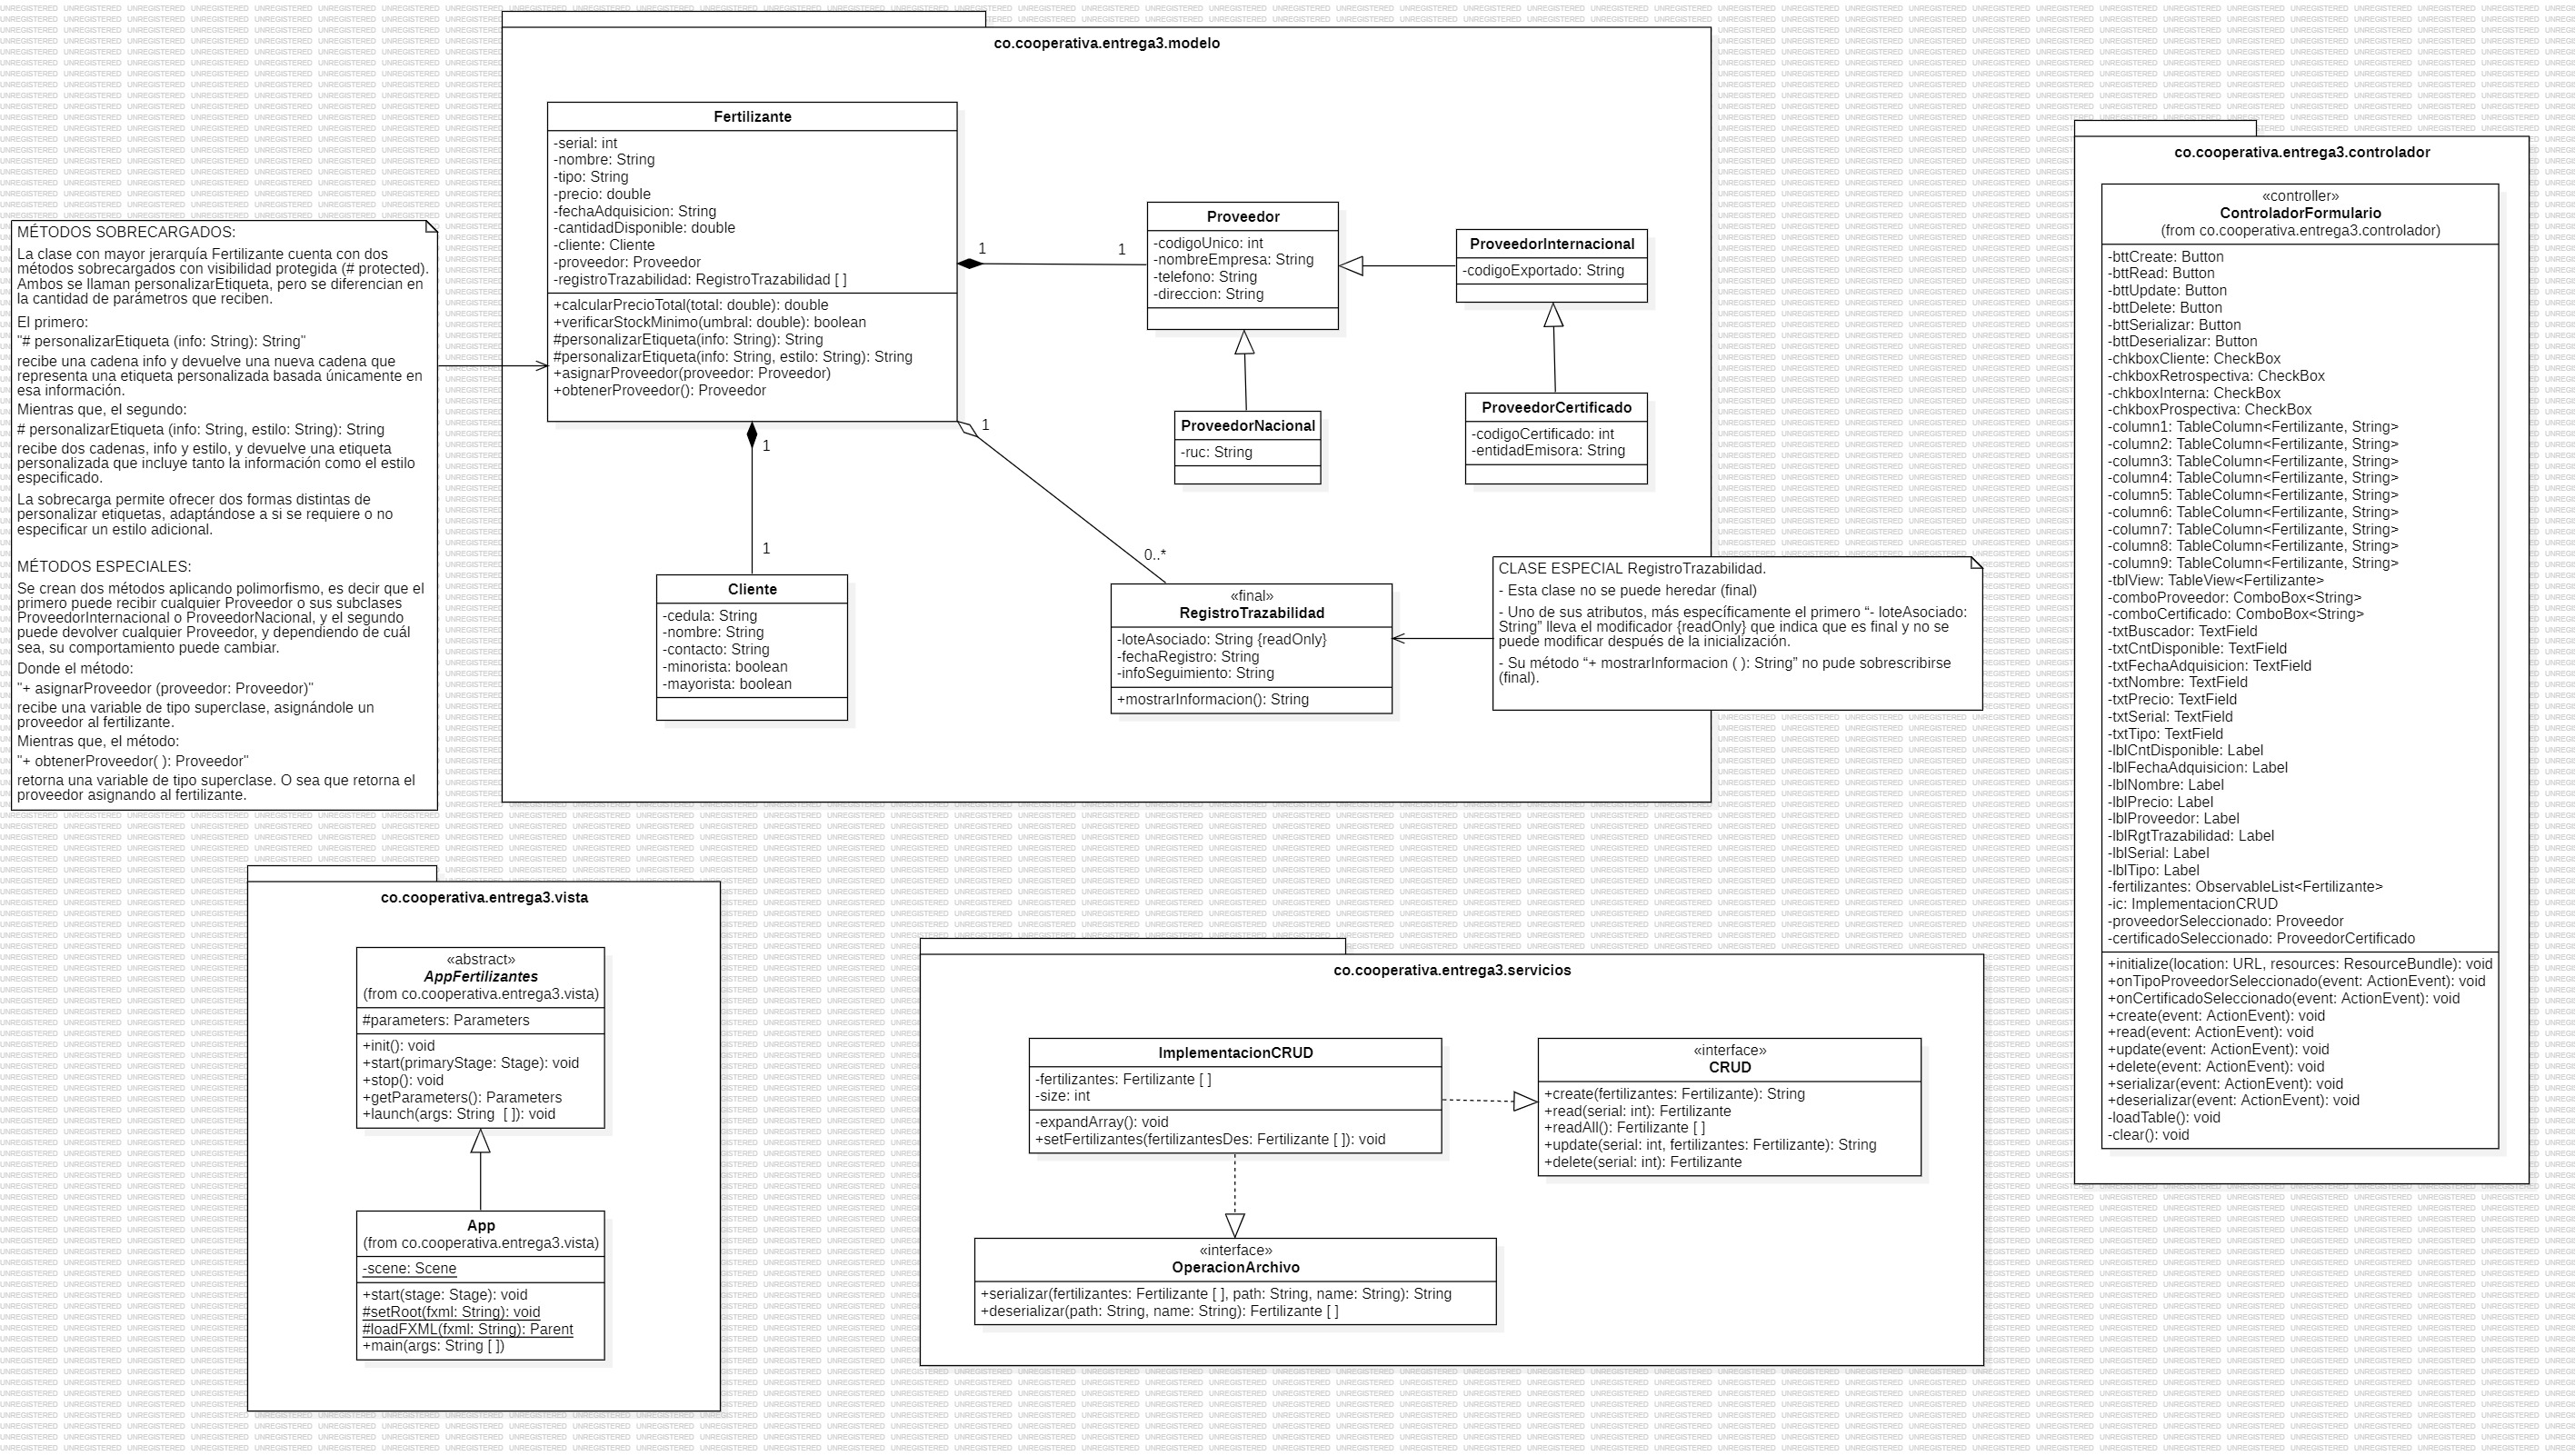 co.cooperativa.entrega3.modelo
Fertilizante
-serial: int
-nombre: String
-tipo: String
-precio: double
-fechaAdquisicion: String
-cantidadDisponible: double
-cliente: Cliente
-proveedor: Proveedor
-registroTrazabilidad: RegistroTrazabilidad [ ]
+calcularPrecioTotal(total: double): double
+verificarStockMinimo(umbral: double): boolean
#personalizarEtiqueta(info: String): String
#personalizarEtiqueta(info: String, estilo: String): String
+asignarProveedor(proveedor: Proveedor)
+obtenerProveedor(): Proveedor
1
1
Proveedor
-codigoUnico: int
-nombreEmpresa: String
-telefono: String
-direccion: String
ProveedorInternacional
-codigoExportado: String
ProveedorNacional
-ruc: String
ProveedorCertificado
-codigoCertificado: int
-entidadEmisora: String
1
1
1
0..*
Cliente
-cedula: String
-nombre: String
-contacto: String
-minorista: boolean
-mayorista: boolean
«final»
RegistroTrazabilidad
-loteAsociado: String {readOnly}
-fechaRegistro: String
-infoSeguimiento: String
+mostrarInformacion(): String
CLASE ESPECIAL RegistroTrazabilidad.
- Esta clase no se puede heredar (final)
- Uno de sus atributos, más específicamente el primero “- loteAsociado:
String” lleva el modificador {readOnly} que indica que es final y no se
puede modificar después de la inicialización.
- Su método “+ mostrarInformacion ( ): String” no pude sobrescribirse
(final).
MÉTODOS SOBRECARGADOS:
La clase con mayor jerarquía Fertilizante cuenta con dos
métodos sobrecargados con visibilidad protegida (# protected).
Ambos se llaman personalizarEtiqueta, pero se diferencian en
la cantidad de parámetros que reciben.
El primero:
"# personalizarEtiqueta (info: String): String"
recibe una cadena info y devuelve una nueva cadena que
representa una etiqueta personalizada basada únicamente en
esa información.
Mientras que, el segundo:
# personalizarEtiqueta (info: String, estilo: String): String
recibe dos cadenas, info y estilo, y devuelve una etiqueta
personalizada que incluye tanto la información como el estilo
especificado.
La sobrecarga permite ofrecer dos formas distintas de
personalizar etiquetas, adaptándose a si se requiere o no
especificar un estilo adicional.
MÉTODOS ESPECIALES:
Se crean dos métodos aplicando polimorfismo, es decir que el
primero puede recibir cualquier Proveedor o sus subclases
ProveedorInternacional o ProveedorNacional, y el segundo
puede devolver cualquier Proveedor, y dependiendo de cuál
sea, su comportamiento puede cambiar.
Donde el método:
"+ asignarProveedor (proveedor: Proveedor)"
recibe una variable de tipo superclase, asignándole un
proveedor al fertilizante.
Mientras que, el método:
"+ obtenerProveedor( ): Proveedor"
retorna una variable de tipo superclase. O sea que retorna el
proveedor asignando al fertilizante.
co.cooperativa.entrega3.controlador
«controller»
ControladorFormulario
(from co.cooperativa.entrega3.controlador)
-bttCreate: Button
-bttRead: Button
-bttUpdate: Button
-bttDelete: Button
-bttSerializar: Button
-bttDeserializar: Button
-chkboxCliente: CheckBox
-chkboxRetrospectiva: CheckBox
-chkboxInterna: CheckBox
-chkboxProspectiva: CheckBox
-column1: TableColumn<Fertilizante, String>
-column2: TableColumn<Fertilizante, String>
-column3: TableColumn<Fertilizante, String>
-column4: TableColumn<Fertilizante, String>
-column5: TableColumn<Fertilizante, String>
-column6: TableColumn<Fertilizante, String>
-column7: TableColumn<Fertilizante, String>
-column8: TableColumn<Fertilizante, String>
-column9: TableColumn<Fertilizante, String>
-tblView: TableView<Fertilizante>
-comboProveedor: ComboBox<String>
-comboCertificado: ComboBox<String>
-txtBuscador: TextField
-txtCntDisponible: TextField
-txtFechaAdquisicion: TextField
-txtNombre: TextField
-txtPrecio: TextField
-txtSerial: TextField
-txtTipo: TextField
-lblCntDisponible: Label
-lblFechaAdquisicion: Label
-lblNombre: Label
-lblPrecio: Label
-lblProveedor: Label
-lblRgtTrazabilidad: Label
-lblSerial: Label
-lblTipo: Label
-fertilizantes: ObservableList<Fertilizante>
-ic: ImplementacionCRUD
-proveedorSeleccionado: Proveedor
-certificadoSeleccionado: ProveedorCertificado
+initialize(location: URL, resources: ResourceBundle): void
+onTipoProveedorSeleccionado(event: ActionEvent): void
+onCertificadoSeleccionado(event: ActionEvent): void
+create(event: ActionEvent): void
+read(event: ActionEvent): void
+update(event: ActionEvent): void
+delete(event: ActionEvent): void
+serializar(event: ActionEvent): void
+deserializar(event: ActionEvent): void
-loadTable(): void
-clear(): void
co.cooperativa.entrega3.vista
«abstract»
AppFertilizantes
(from co.cooperativa.entrega3.vista)
#parameters: Parameters
+init(): void
+start(primaryStage: Stage): void
+stop(): void
+getParameters(): Parameters
+launch(args: String [ ]): void
App
(from co.cooperativa.entrega3.vista)
-scene: Scene
+start(stage: Stage): void
#setRoot(fxml: String): void
#loadFXML(fxml: String): Parent
+main(args: String [ ])
co.cooperativa.entrega3.servicios
ImplementacionCRUD
-fertilizantes: Fertilizante [ ]
-size: int
-expandArray(): void
+setFertilizantes(fertilizantesDes: Fertilizante [ ]): void
«interface»
CRUD
+create(fertilizantes: Fertilizante): String
+read(serial: int): Fertilizante
+readAll(): Fertilizante [ ]
+update(serial: int, fertilizantes: Fertilizante): String
+delete(serial: int): Fertilizante
«interface»
OperacionArchivo
+serializar(fertilizantes: Fertilizante [ ], path: String, name: String): String
+deserializar(path: String, name: String): Fertilizante [ ]
UNREGISTERED